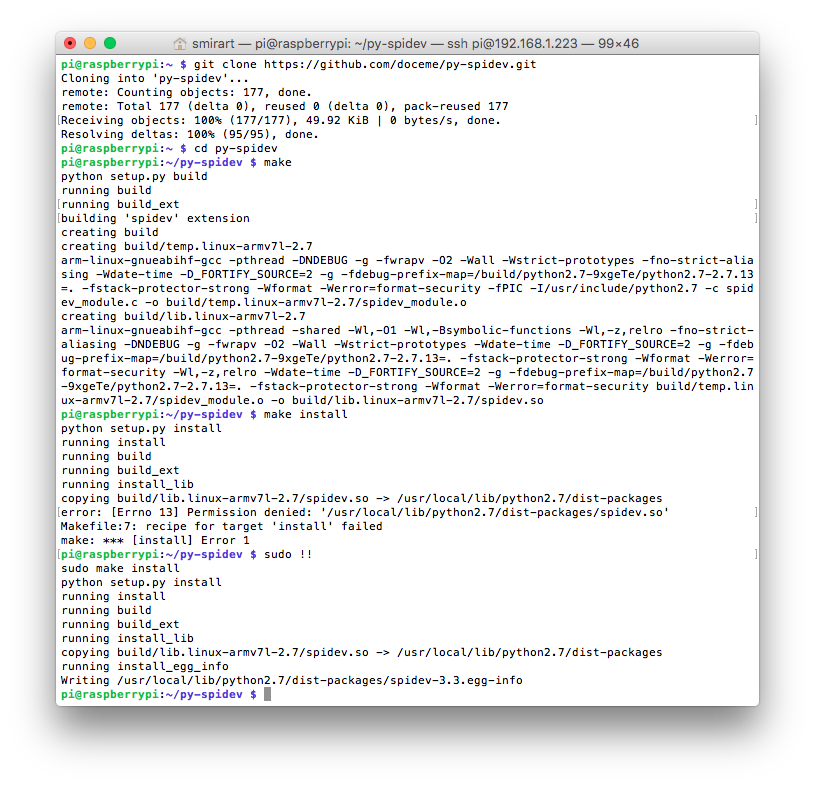 smirart — pi@raspberrypi: ~/py-spidev — ssh pi@192.168.1.223 — 99×46
pi@raspberrypi:~ $ git clone https://github.com/doceme/py-spidev.git
Cloning into 'py-spidev'...
remote: Counting objects: 177, done.
remote: Total 177 (delta 0), reused 0 (delta 0), pack-reused 177
[Receiving objects: 100% (177/177), 49.92 KiB | 0 bytes/s, done. ]
Resolving deltas: 100% (95/95), done.
pi@raspberrypi:~ $ cd py-spidev
pi@raspberrypi:~/py-spidev $ make
python setup.py build
running build
[running build_ext ]
[building 'spidev' extension ]
creating build
creating build/temp.linux-armv7l-2.7
arm-linux-gnueabihf-gcc -pthread -DNDEBUG -g -fwrapv -O2 -Wall -Wstrict-prototypes -fno-strict-alia
sing -Wdate-time -D_FORTIFY_SOURCE=2 -g -fdebug-prefix-map=/build/python2.7-9xgeTe/python2.7-2.7.13
=. -fstack-protector-strong -Wformat -Werror=format-security -fPIC -I/usr/include/python2.7 -c spid
ev_module.c -o build/temp.linux-armv7l-2.7/spidev_module.o
creating build/lib.linux-armv7l-2.7
arm-linux-gnueabihf-gcc -pthread -shared -Wl,-O1 -Wl,-Bsymbolic-functions -Wl,-z,relro -fno-strict-
aliasing -DNDEBUG -g -fwrapv -O2 -Wall -Wstrict-prototypes -Wdate-time -D_FORTIFY_SOURCE=2 -g -fdeb
ug-prefix-map=/build/python2.7-9xgeTe/python2.7-2.7.13=. -fstack-protector-strong -Wformat -Werror=
format-security -Wl,-z,relro -Wdate-time -D_FORTIFY_SOURCE=2 -g -fdebug-prefix-map=/build/python2.7
-9xgeTe/python2.7-2.7.13=. -fstack-protector-strong -Wformat -Werror=format-security build/temp.lin
ux-armv7l-2.7/spidev_module.o -o build/lib.linux-armv7l-2.7/spidev.so
pi@raspberrypi:~/py-spidev $ make install
python setup.py install
running install
running build
running build_ext
running install_lib
copying build/lib.linux-armv7l-2.7/spidev.so -> /usr/local/lib/python2.7/dist-packages
[error: [Errno 13] Permission denied: '/usr/local/lib/python2.7/dist-packages/spidev.so' ]
Makefile:7: recipe for target 'install' failed
make: *** [install] Error 1
[pi@raspberrypi:~/py-spidev $ sudo !! ]
sudo make install
python setup.py install
running install
running build
running build_ext
running install_lib
copying build/lib.linux-armv7l-2.7/spidev.so -> /usr/local/lib/python2.7/dist-packages
running install_egg_info
Writing /usr/local/lib/python2.7/dist-packages/spidev-3.3.egg-info
pi@raspberrypi:~/py-spidev $